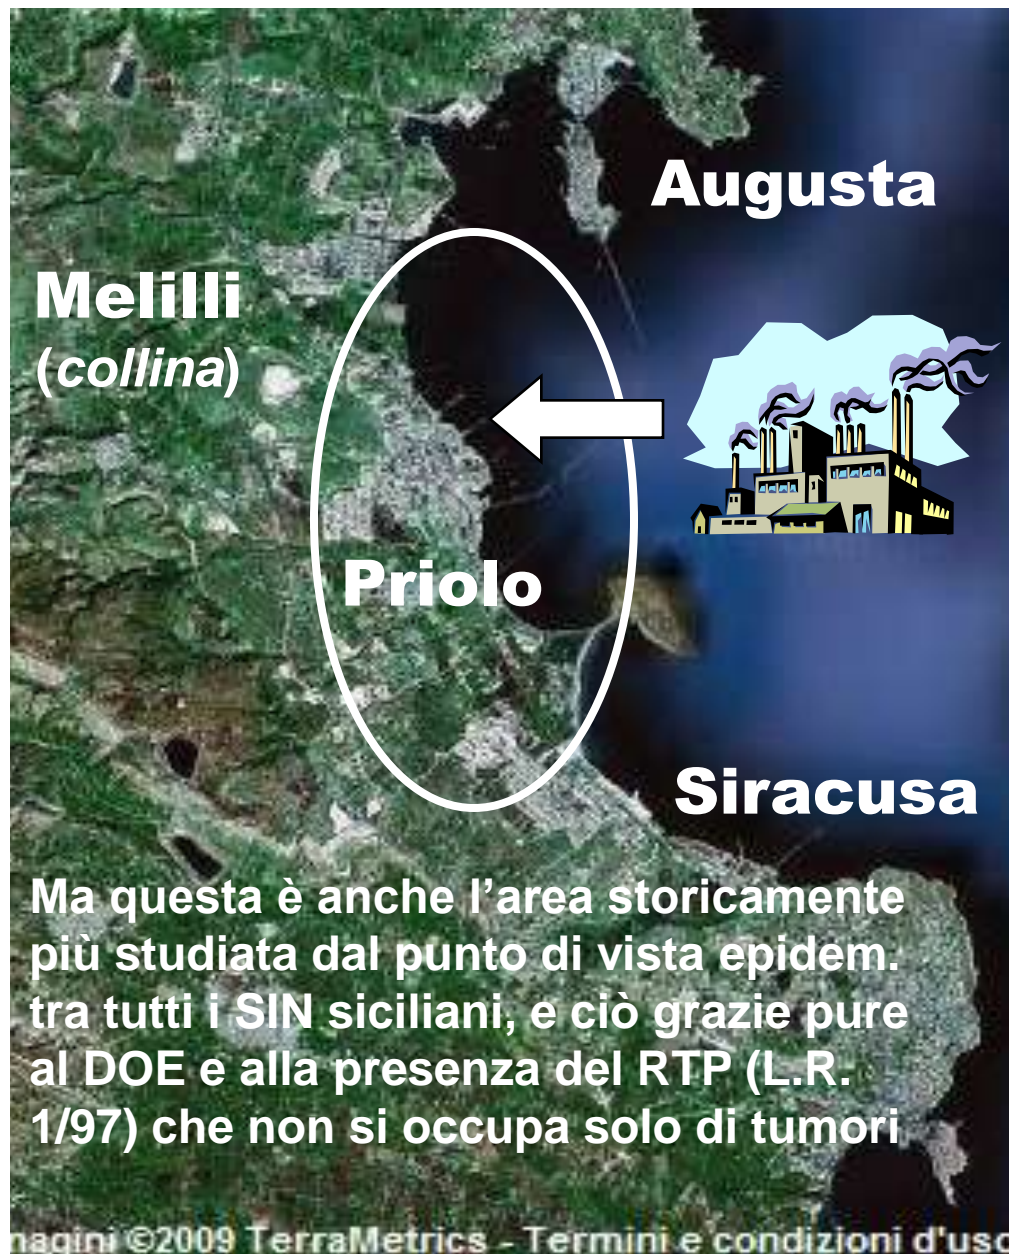 Augusta
Melilli
(collina)
Priolo
Siracusa
Ma questa è anche l’area storicamente
più studiata dal punto di vista epidem.
tra tutti i SIN siciliani, e ciò grazie pure
al DOE e alla presenza del RTP (L.R.
1/97) che non si occupa solo di tumori
magini ©2009 TerraMetrics - Termini e condizioni d'uso